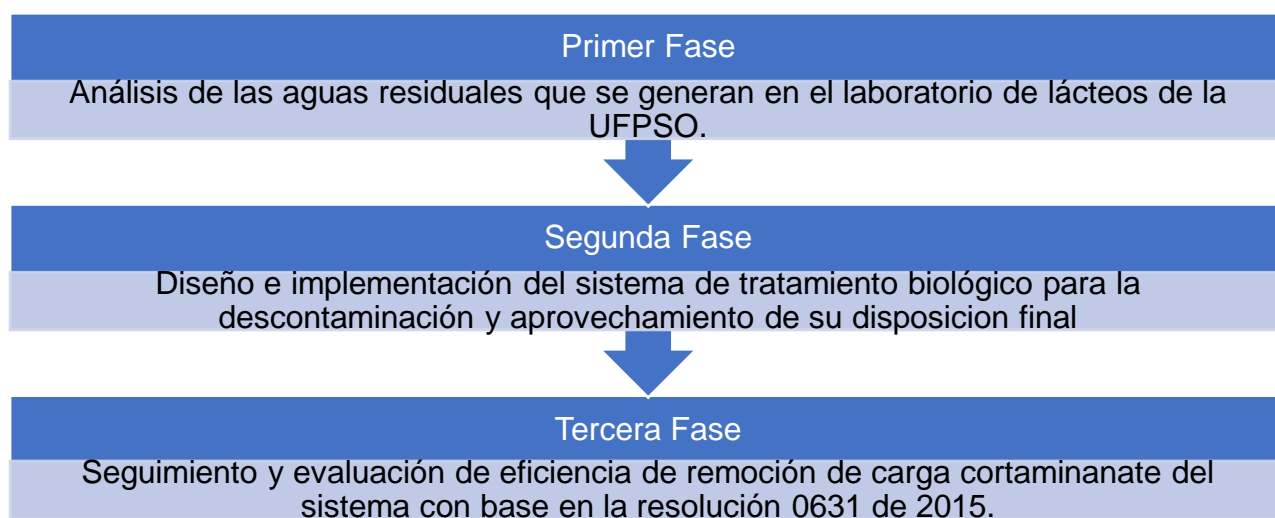 Primer Fase
Análisis de las aguas residuales que se generan en el laboratorio de lácteos de la
UFPSO.
Segunda Fase
Diseño e implementación del sistema de tratamiento biológico para la
descontaminación y aprovechamiento de su disposicion final
Tercera Fase
Seguimiento y evaluación de eficiencia de remoción de carga cortaminanate del
sistema con base en la resolución 0631 de 2015.